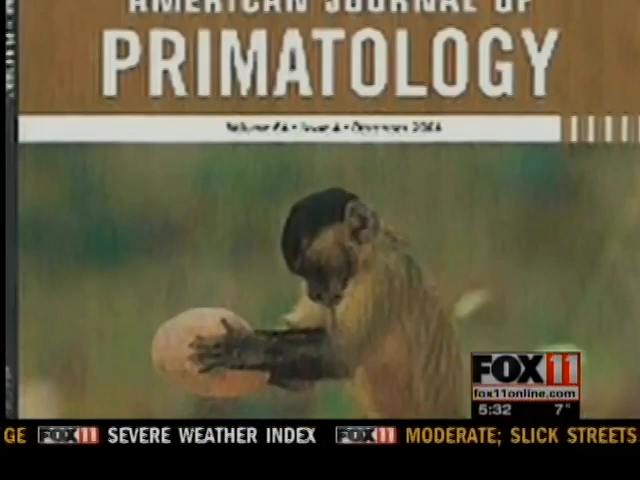 AMERICAN JOURNAL OF
PRIMATOLOGY
FOX 11
fox11online.com
5:32 7°
GE FOX 11 SEVERE WEATHER INDEX FOX 11 MODERATE; SLICK STREETS